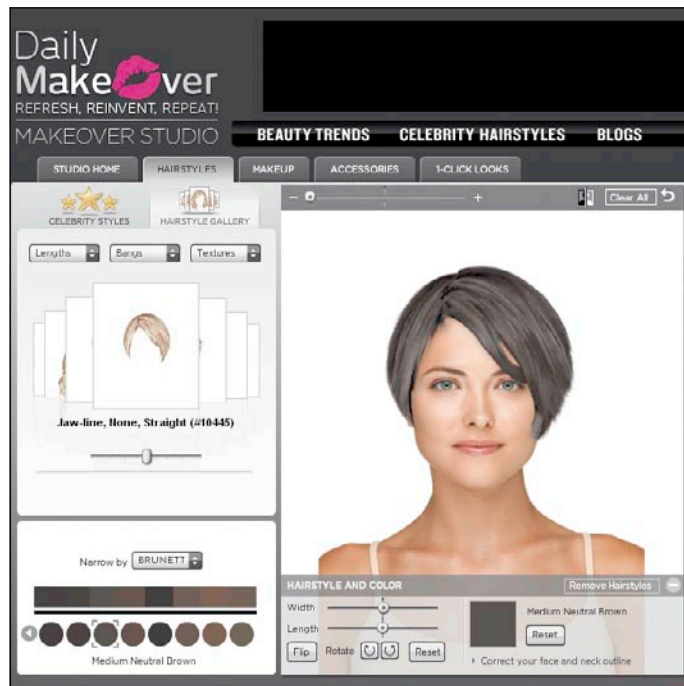 Daily
MakeOver
REFRESH, REINVENT, REPEAT!
MAKEOVER STUDIO
BEAUTY TRENDS CELEBRITY HAIRSTYLES BLOGS
STUDIO HOME HAIRSTYLES MAKEUP ACCESSORIES 1-CLICK LOOKS
CELEBRITY STYLES HAIRSTYLE GALLERY
− + Clear All
Lengths Bangs Textures
Jaw-line, None, Straight (#10445)
Narrow by BRUNETT
Medium Neutral Brown
HAIRSTYLE AND COLOR Remove Hairstyles
Width
Length
Flip Rotate Reset
Medium Neutral Brown
Reset
Correct your face and neck outline